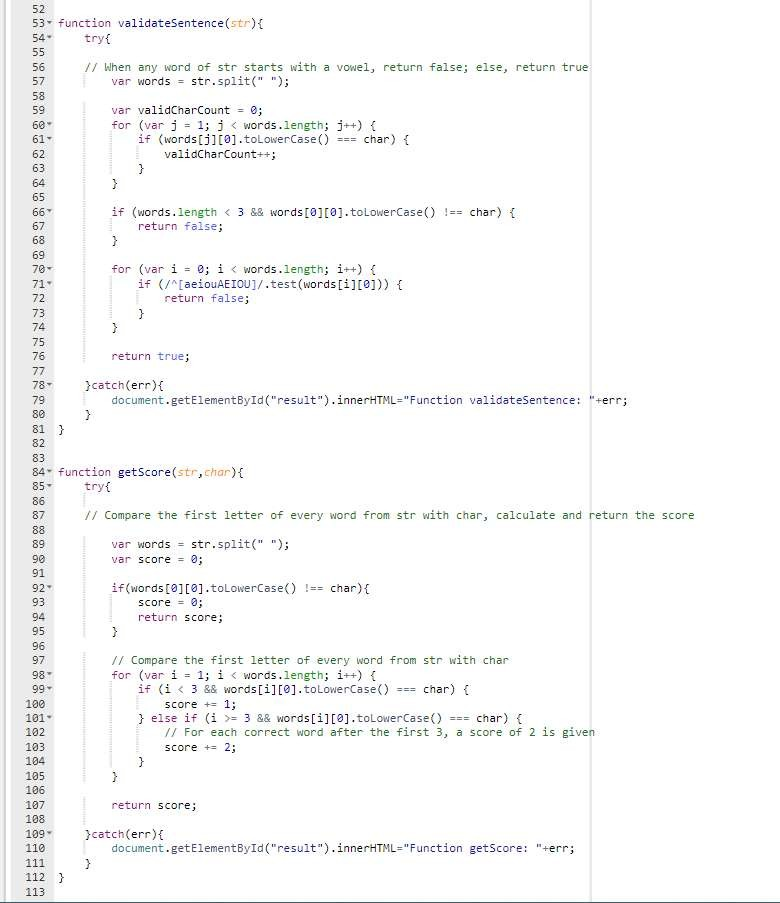 52
53 function validateSentence(str){
54 try{
55
56 // When any word of str starts with a vowel, return false; else, return true
57 var words = str.split(" ");
58
59 var validCharCount = 0;
60 for (var j = 1; j < words.length; j++) {
61 if (words[j][0].toLowerCase() === char) {
62 validCharCount++;
63 }
64 }
65
66 if (words.length < 3 && words[0][0].toLowerCase() !== char) {
67 return false;
68 }
69
70 for (var i = 0; i < words.length; i++) {
71 if (/^[aeiouAEIOU]/.test(words[i][0])) {
72 return false;
73 }
74 }
75
76 return true;
77
78 }catch(err){
79 document.getElementById("result").innerHTML="Function validateSentence: "+err;
80 }
81 }
82
83
84 function getScore(str,char){
85 try{
86
87 // Compare the first letter of every word from str with char, calculate and return the score
88
89 var words = str.split(" ");
90 var score = 0;
91
92 if(words[0][0].toLowerCase() !== char){
93 score = 0;
94 return score;
95 }
96
97 // Compare the first letter of every word from str with char
98 for (var i = 1; i < words.length; i++) {
99 if (i < 3 && words[i][0].toLowerCase() === char) {
100 score += 1;
101 } else if (i >= 3 && words[i][0].toLowerCase() === char) {
102 // For each correct word after the first 3, a score of 2 is given
103 score += 2;
104 }
105 }
106
107 return score;
108
109 }catch(err){
110 document.getElementById("result").innerHTML="Function getScore: "+err;
111 }
112 }
113